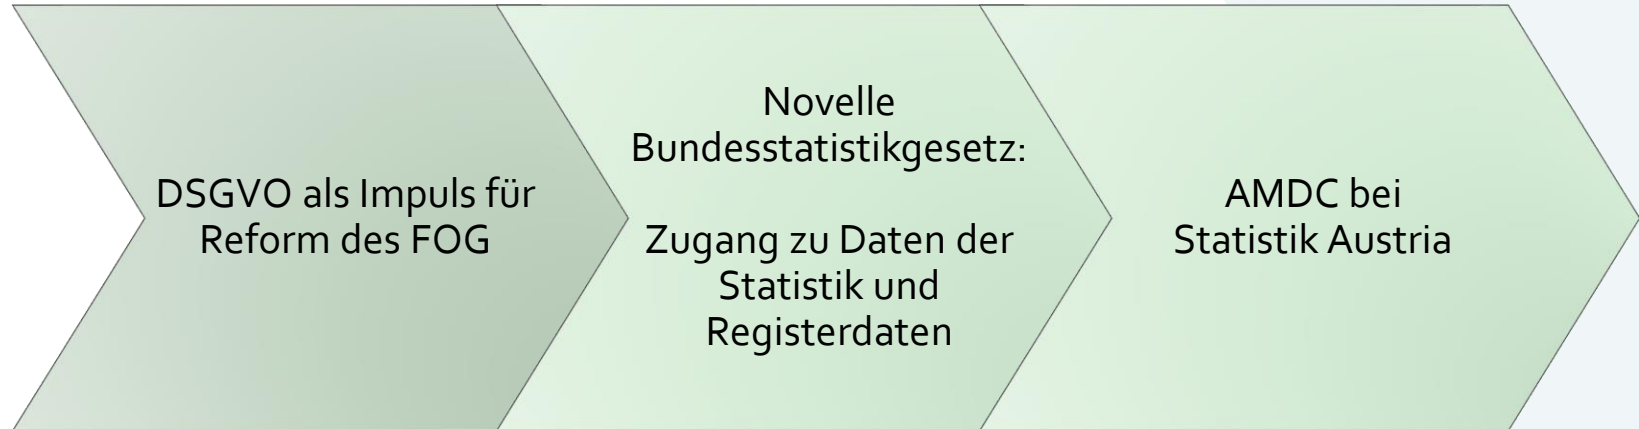 DSGVO als Impuls für
Reform des FOG
Novelle
Bundesstatistikgesetz:
Zugang zu Daten der
Statistik und
Registerdaten
AMDC bei
Statistik Austria